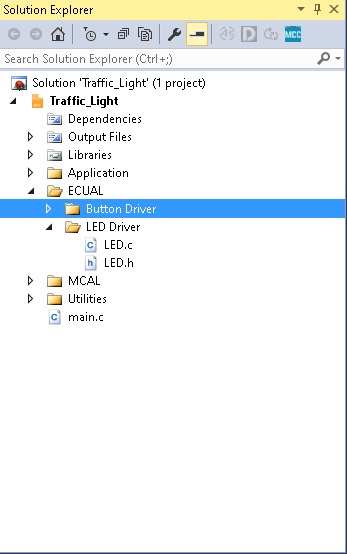 Solution Explorer
MCC
Search Solution Explorer (Ctrl+;)
Solution 'Traffic_Light' (1 project)
Traffic_Light
Dependencies
Output Files
Libraries
Application
ECUAL
Button Driver
LED Driver
LED.c
LED.h
MCAL
Utilities
main.c